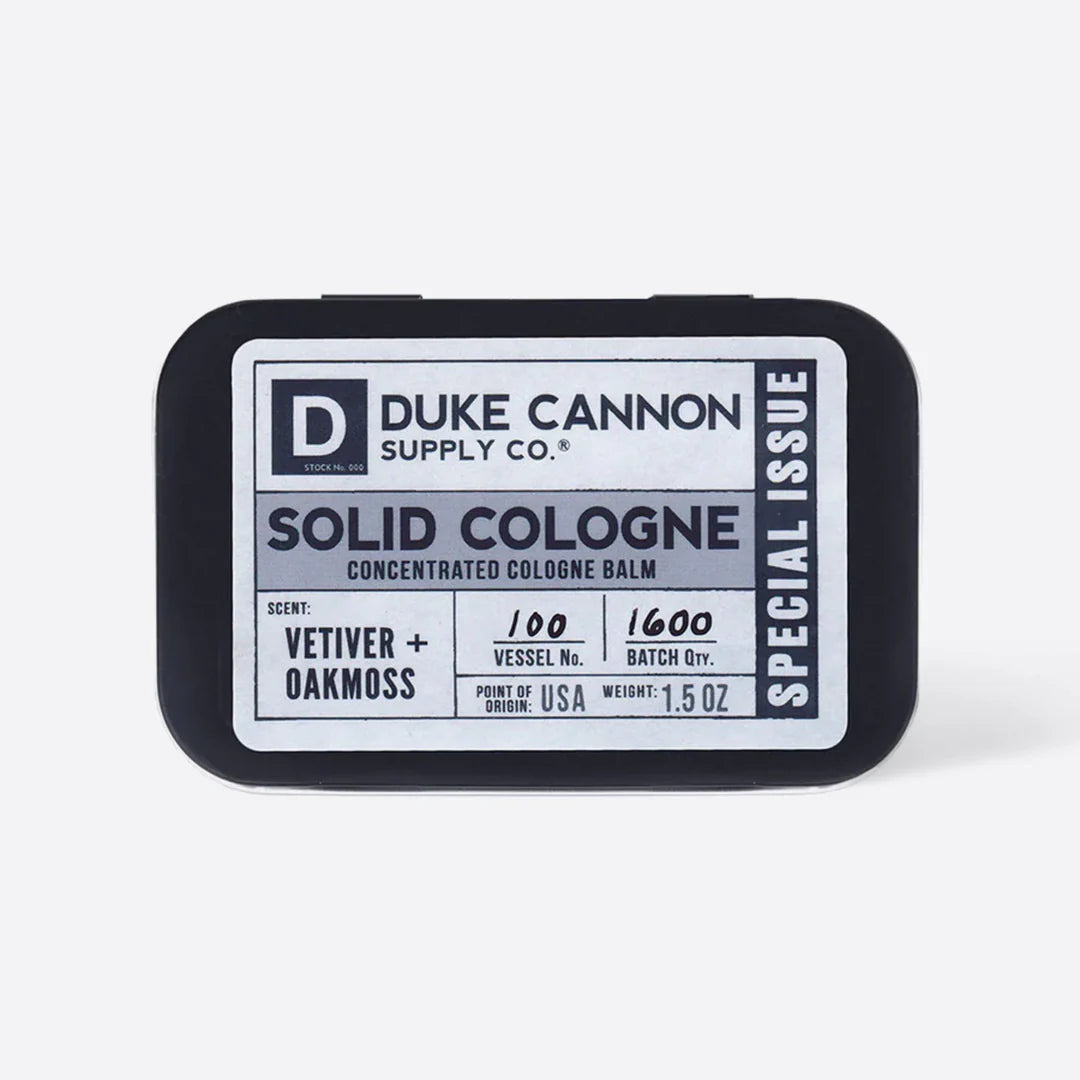 D
STOCK No. 000
DUKE CANNON
SUPPLY CO.®
SOLID COLOGNE
CONCENTRATED COLOGNE BALM
SCENT:
VETIVER +
OAKMOSS
100
VESSEL No.
1600
BATCH QTY.
POINT OF
ORIGIN: USA
WEIGHT: 1.5 OZ
SPECIAL ISSUE